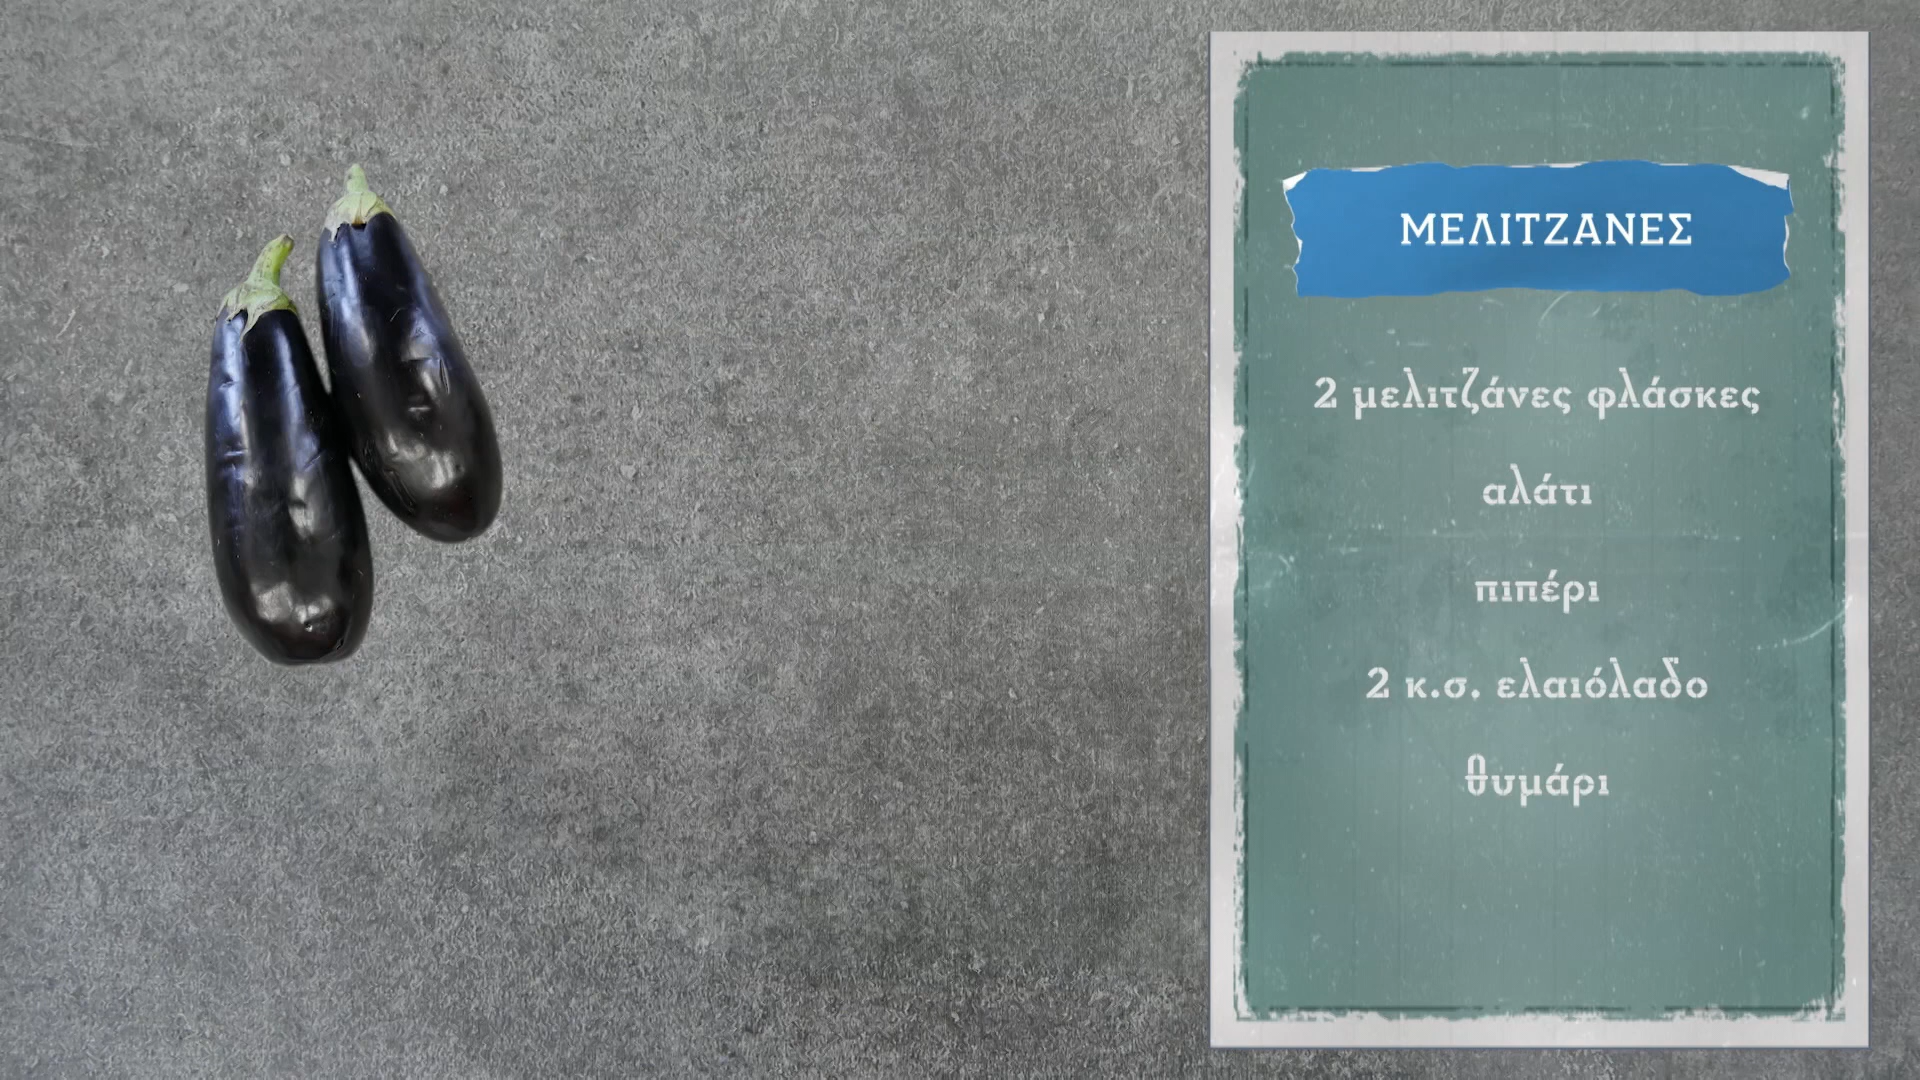 ΜΕΛΙΤΖΑΝΕΣ
2 μελιτζάνες φλάσκες
αλάτι
πιπέρι
2 κ.σ. ελαιόλαδο
θυμάρι